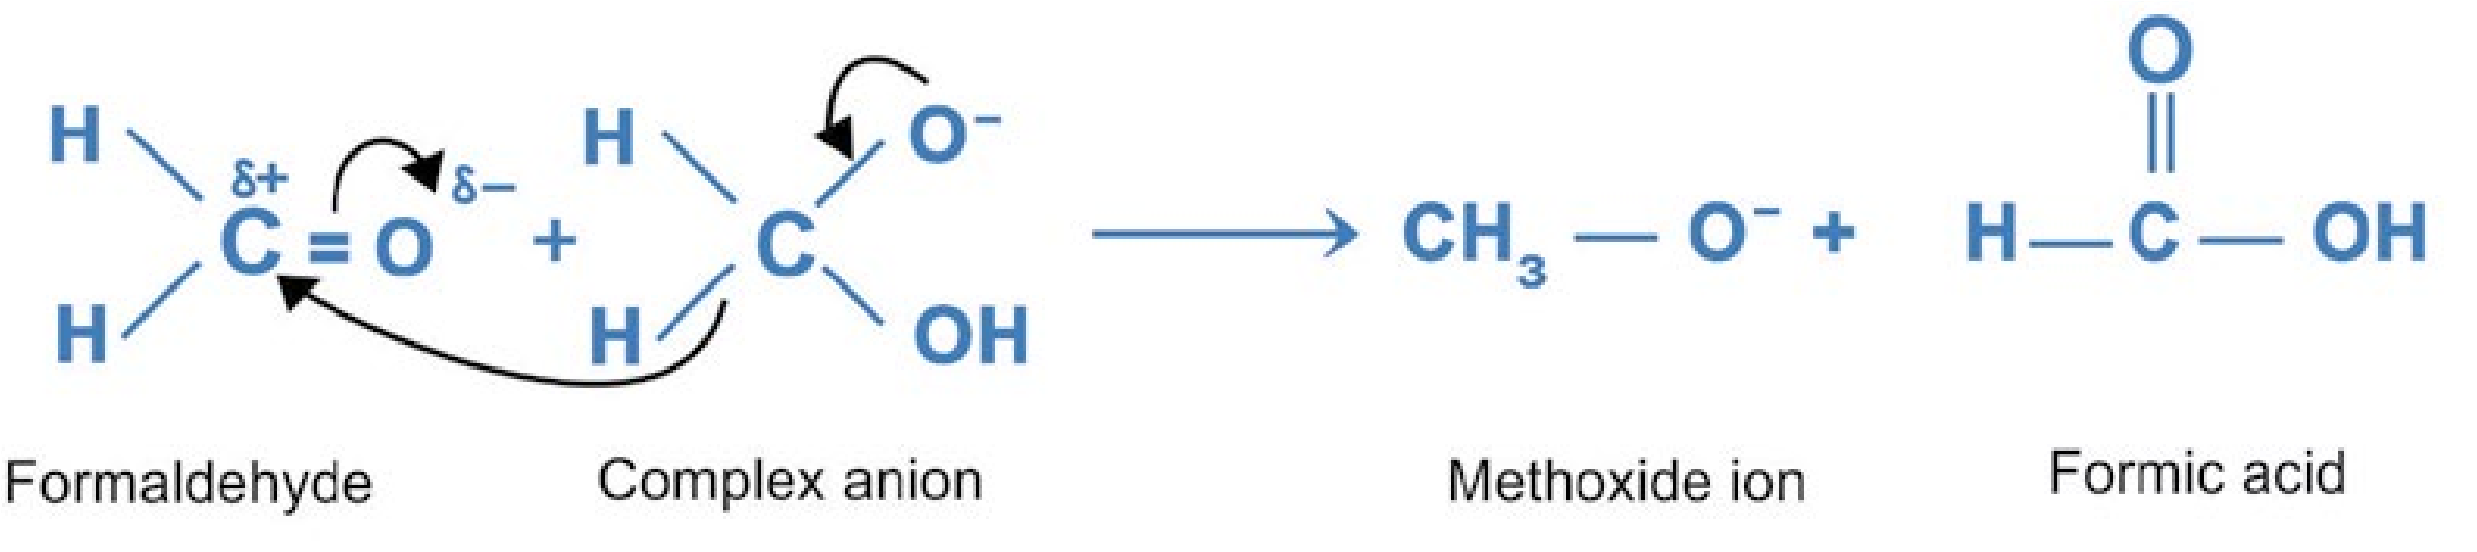 O
H H O⁻
δ+ δ−
C = O + C → CH₃ — O⁻ + H — C — OH
H H OH
Formaldehyde Complex anion Methoxide ion Formic acid